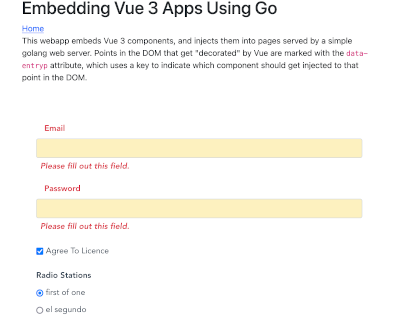 Embedding Vue 3 Apps Using Go
Home
This webapp embeds Vue 3 components, and injects them into pages served by a simple
golang web server. Points in the DOM that get "decorated" by Vue are marked with the data-
entryp attribute, which uses a key to indicate which component should get injected to that
point in the DOM.
Email
Please fill out this field.
Password
Please fill out this field.
Agree To Licence
Radio Stations
first of one
el segundo